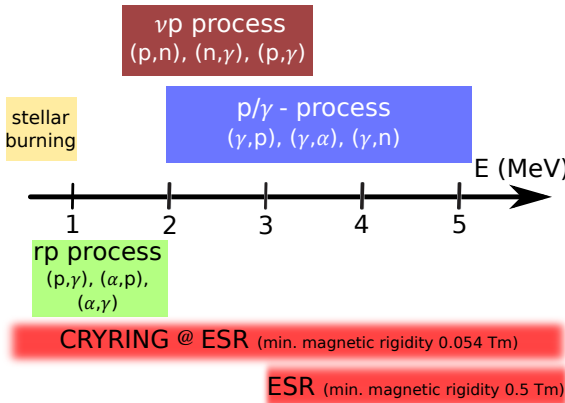 νp process
(p,n), (n,γ), (p,γ)
stellar
burning
p/γ - process
(γ,p), (γ,α), (γ,n)
E (MeV)
1 2 3 4 5
rp process
(p,γ), (α,p),
(α,γ)
CRYRING @ ESR (min. magnetic rigidity 0.054 Tm)
ESR (min. magnetic rigidity 0.5 Tm)